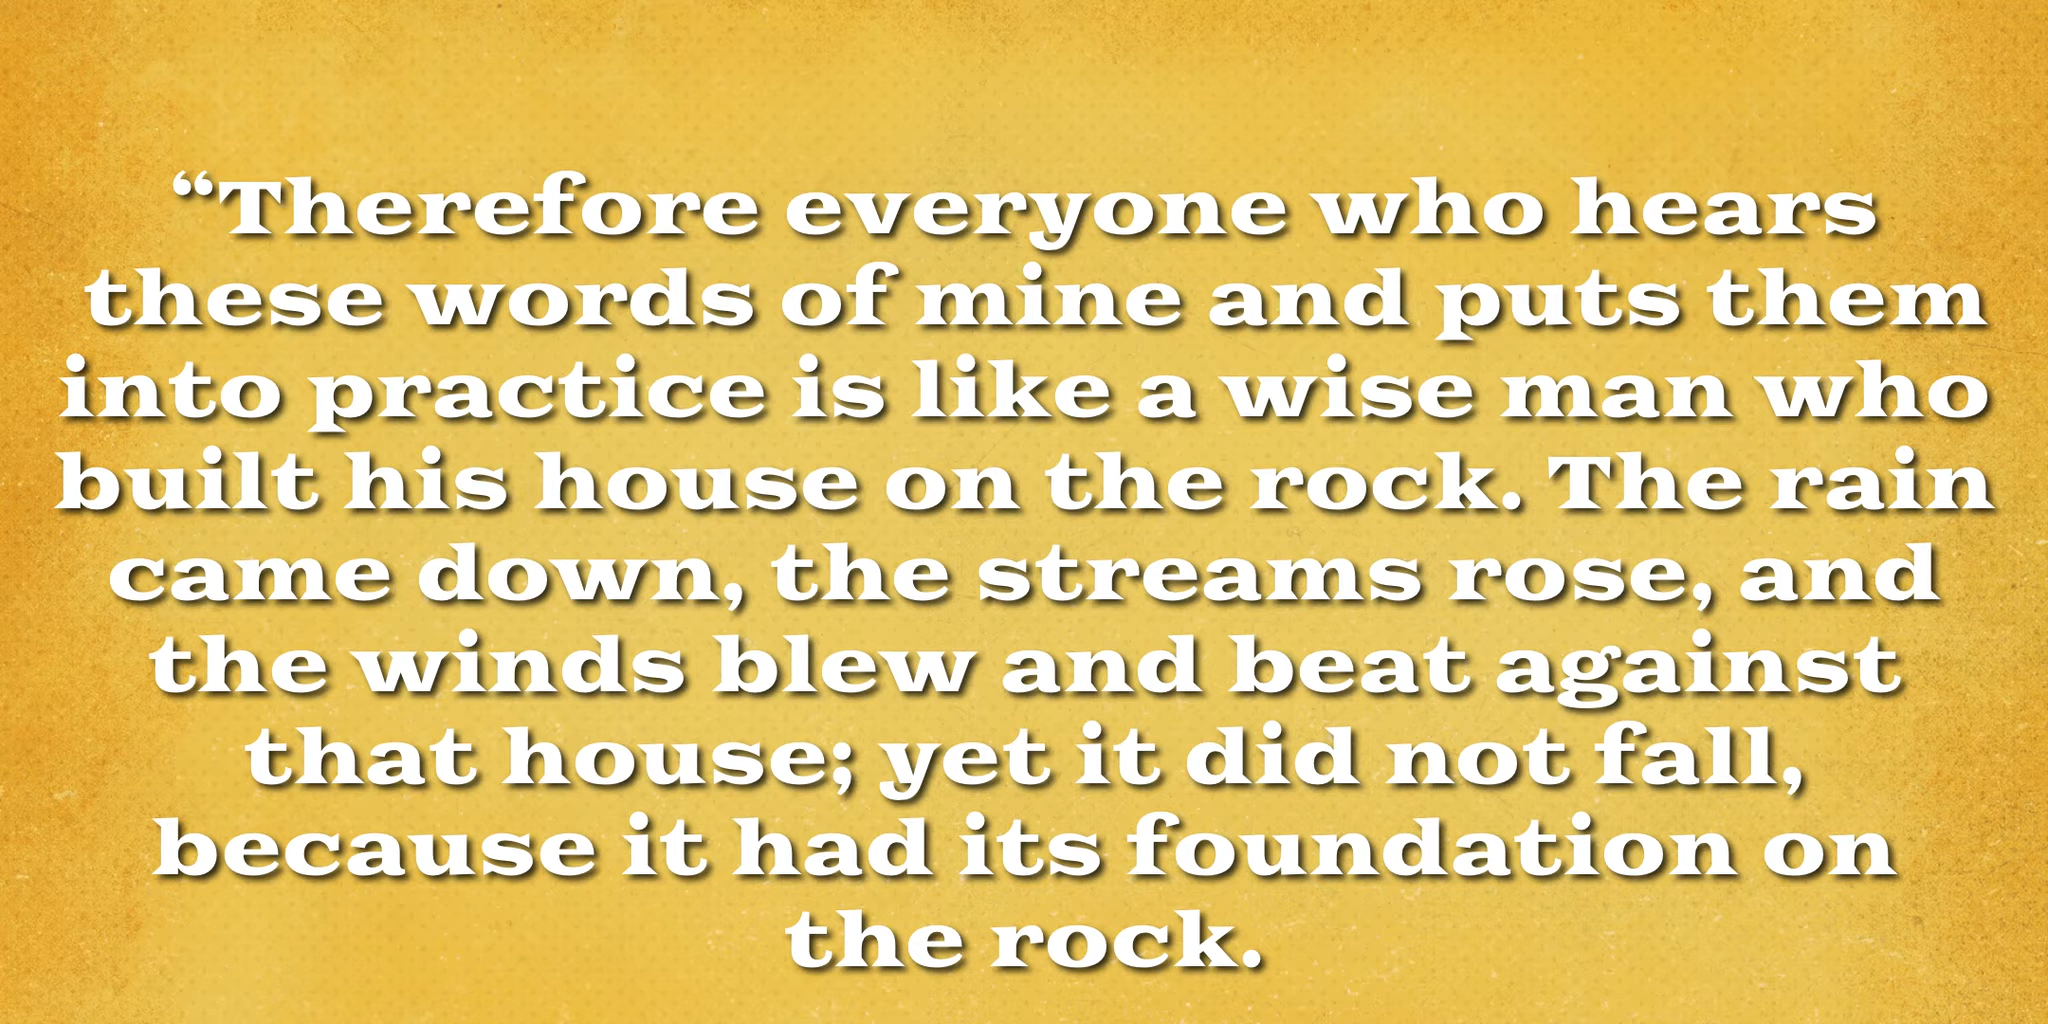 “Therefore everyone who hears
these words of mine and puts them
into practice is like a wise man who
built his house on the rock. The rain
came down, the streams rose, and
the winds blew and beat against
that house; yet it did not fall,
because it had its foundation on
the rock.